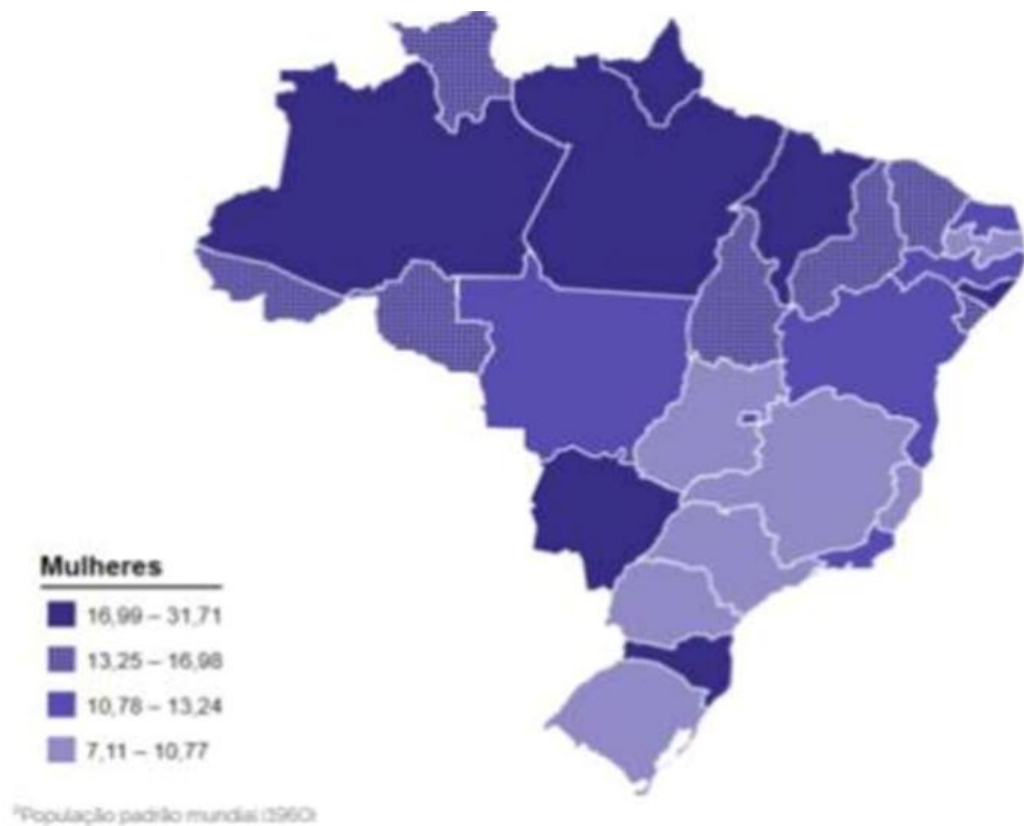 Mulheres
16,99 – 31,71
13,25 – 16,98
10,78 – 13,24
7,11 – 10,77
População padrão mundial (1960)